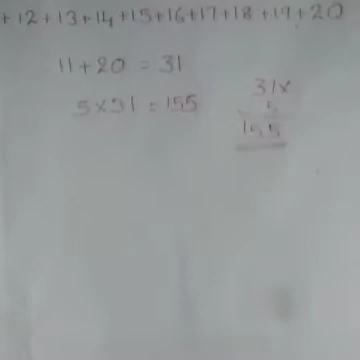 +12+13+14+15+16+17+18+19+20
11+20 = 31
5×31 = 155
31×
5
155